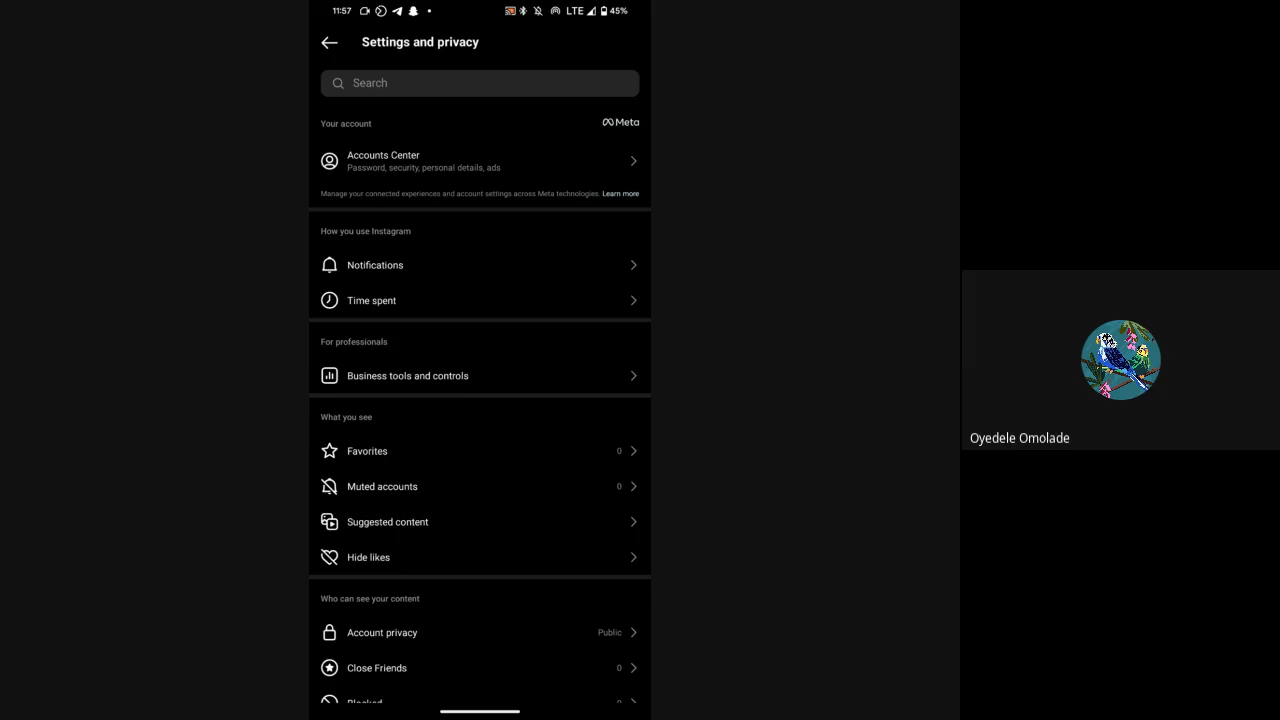 11:57
LTE
45%
Settings and privacy
Search
Your account
Meta
Accounts Center
Password, security, personal details, ads
Manage your connected experiences and account settings across Meta technologies. Learn more
How you use Instagram
Notifications
Time spent
For professionals
Business tools and controls
What you see
Favorites 0
Muted accounts 0
Suggested content
Hide likes
Who can see your content
Account privacy Public
Close Friends 0
Blocked 0
Oyedele Omolade